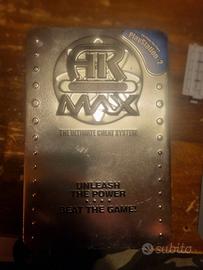 PlayStation 2
AR
MAX
THE ULTIMATE CHEAT SYSTEM
UNLEASH
THE POWER
BEAT THE GAME!
subito